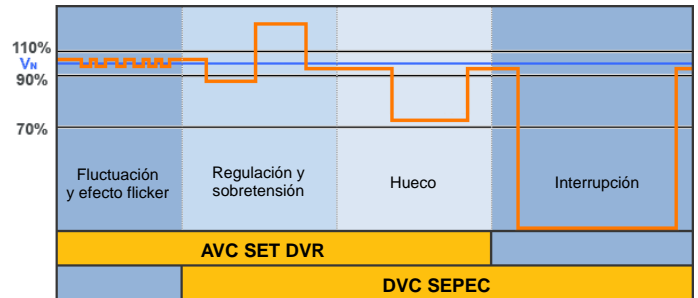 110%
VN
90%
70%
Fluctuación
y efecto flicker
Regulación y
sobretensión
Hueco
Interrupción
AVC SET DVR
DVC SEPEC